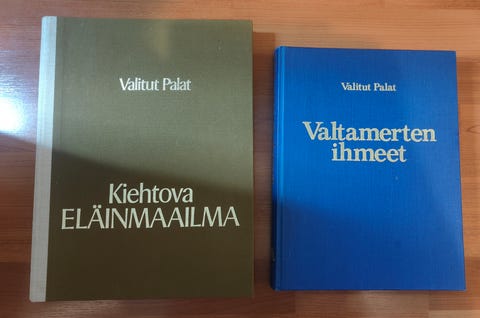 Valitut Palat
Kiehtova
ELÄINMAAILMA
Valitut Palat
Valtamerten
ihmeet